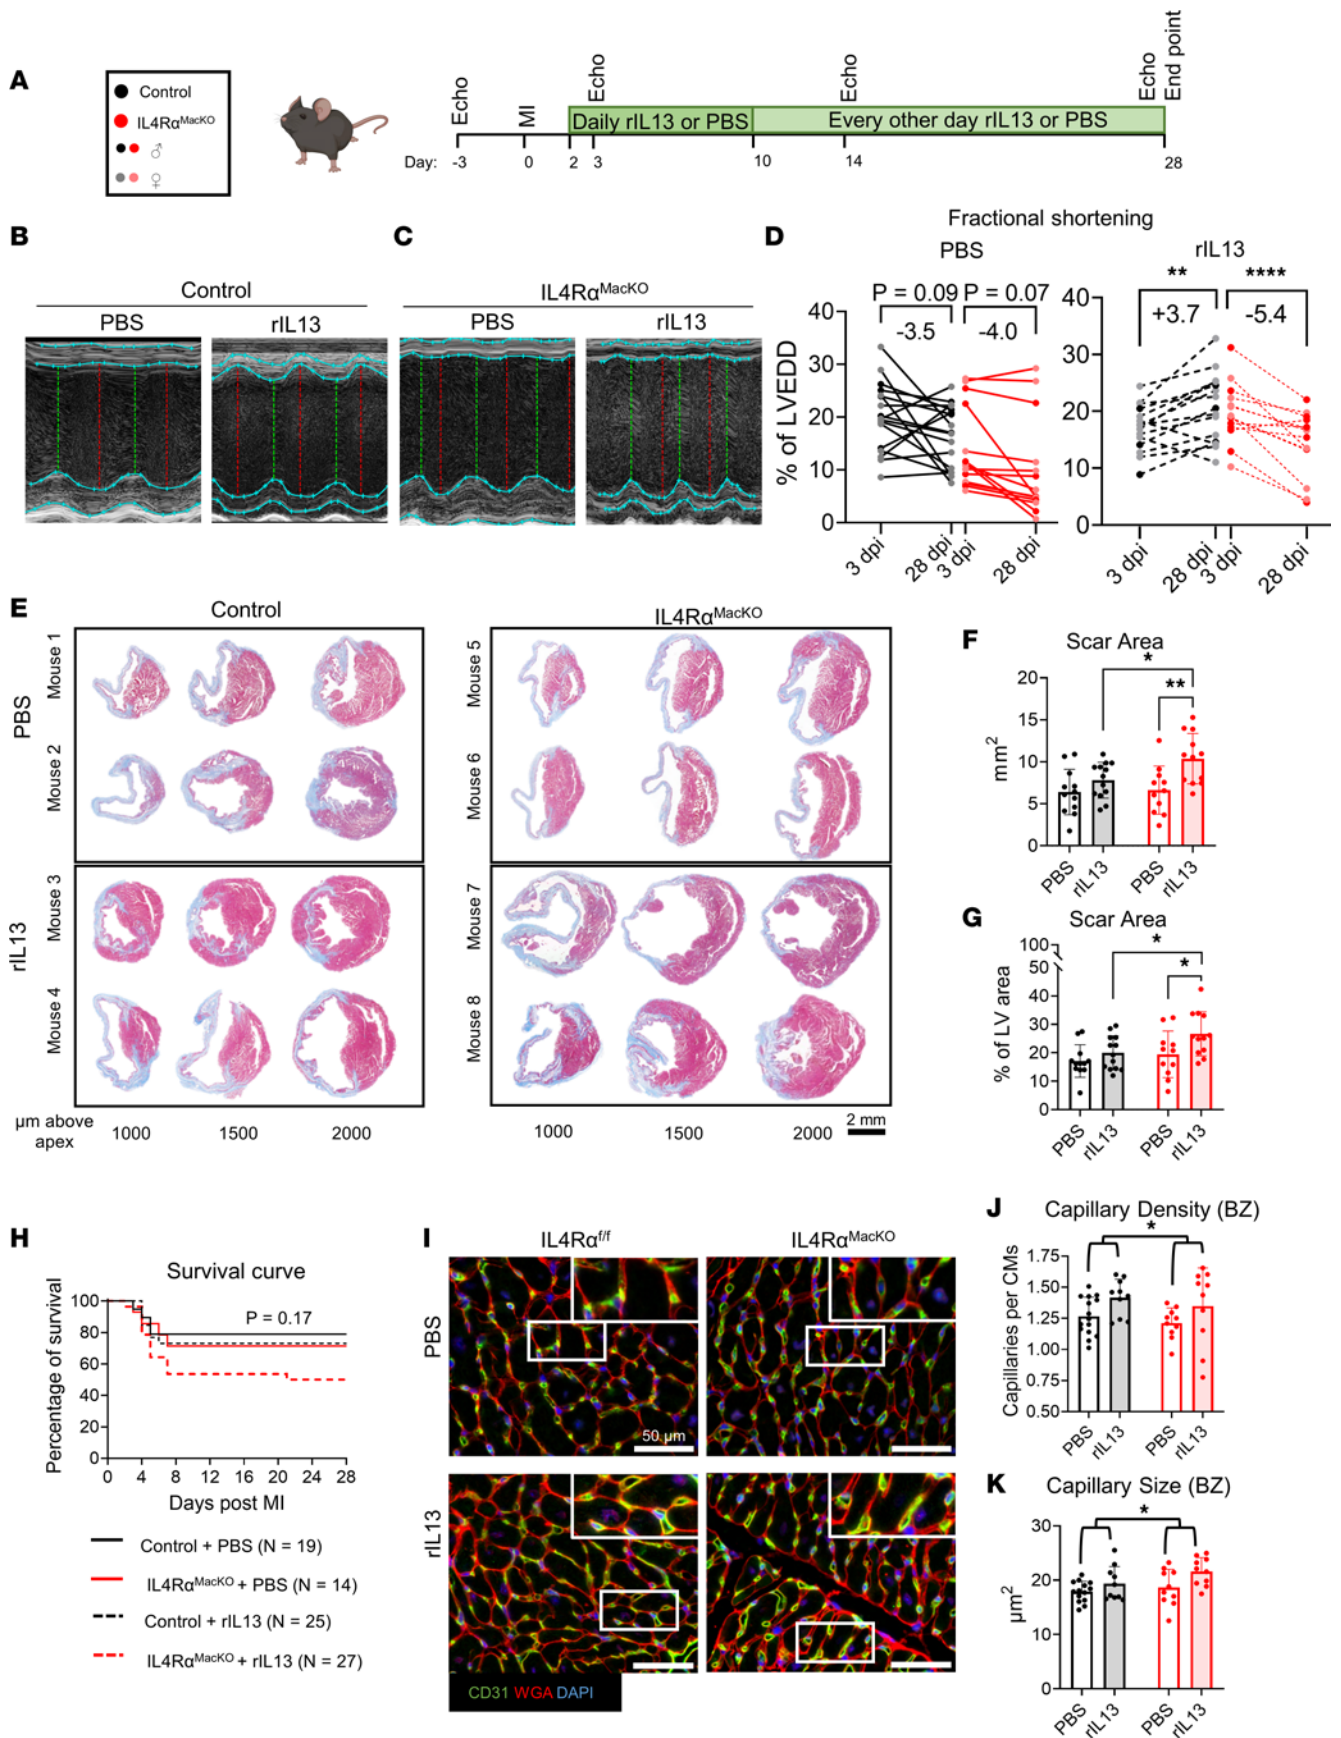 A
Control
IL4Rα^MacKO
♂
♀
Echo
MI
Echo
Echo
Echo
End point
Daily rIL13 or PBS
Every other day rIL13 or PBS
Day:
-3
0
2
3
10
14
28
B
Control
PBS
rIL13
C
IL4Rα^MacKO
PBS
rIL13
D
Fractional shortening
PBS
rIL13
P = 0.09
P = 0.07
-3.5
-4.0
**
****
+3.7
-5.4
% of LVEDD
40
30
20
10
0
3 dpi
28 dpi
3 dpi
28 dpi
40
30
20
10
0
3 dpi
28 dpi
3 dpi
28 dpi
E
Control
IL4Rα^MacKO
PBS
Mouse 1
Mouse 2
rIL13
Mouse 3
Mouse 4
Mouse 5
Mouse 6
Mouse 7
Mouse 8
µm above
apex
1000
1500
2000
1000
1500
2000
2 mm
F
Scar Area
*
**
mm²
20
15
10
5
0
PBS
rIL13
PBS
rIL13
G
Scar Area
*
*
% of LV area
100
50
40
30
20
10
0
PBS
rIL13
PBS
rIL13
H
Survival curve
P = 0.17
Percentage of survival
100
80
60
40
20
0
0
4
8
12
16
20
24
28
Days post MI
Control + PBS (N = 19)
IL4Rα^MacKO + PBS (N = 14)
Control + rIL13 (N = 25)
IL4Rα^MacKO + rIL13 (N = 27)
I
IL4Rα^f/f
IL4Rα^MacKO
PBS
50 µm
rIL13
CD31 WGA DAPI
J
Capillary Density (BZ)
*
Capillaries per CMs
1.75
1.50
1.25
1.00
0.75
0.50
PBS
rIL13
PBS
rIL13
K
Capillary Size (BZ)
*
µm²
30
20
10
0
PBS
rIL13
PBS
rIL13